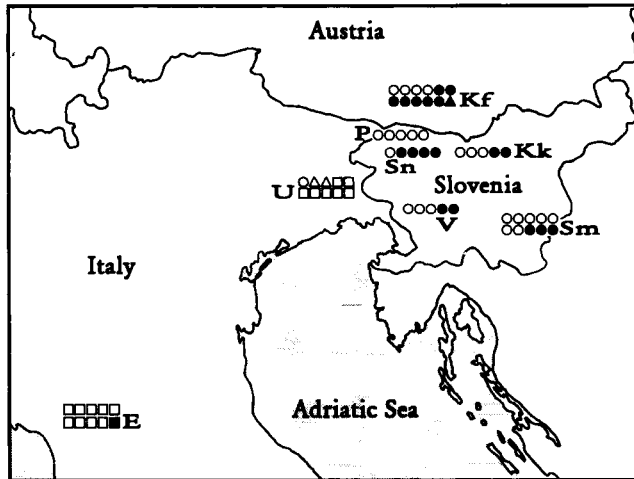 Austria
Kf
P
Sn
Kk
U
Slovenia
V
Sm
Italy
Adriatic Sea
E